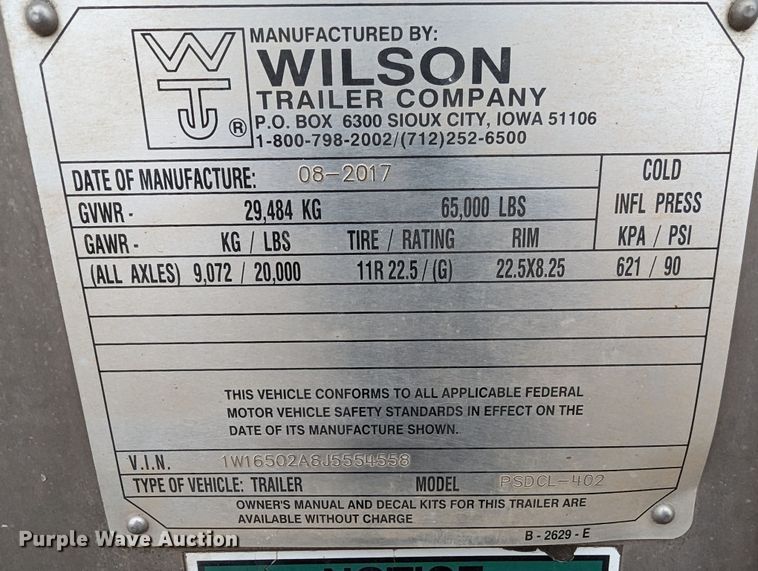 MANUFACTURED BY:
WILSON
TRAILER COMPANY
P.O. BOX 6300 SIOUX CITY, IOWA 51106
1-800-798-2002/(712)252-6500
WT
®
DATE OF MANUFACTURE: 08-2017
COLD
INFL PRESS
KPA / PSI
GVWR - 29,484 KG 65,000 LBS
GAWR - KG / LBS TIRE / RATING RIM
(ALL AXLES) 9,072 / 20,000 11R 22.5 / (G) 22.5X8.25 621 / 90
THIS VEHICLE CONFORMS TO ALL APPLICABLE FEDERAL
MOTOR VEHICLE SAFETY STANDARDS IN EFFECT ON THE
DATE OF ITS MANUFACTURE SHOWN.
V.I.N. 1W16502A8J5554558
TYPE OF VEHICLE: TRAILER MODEL PSDCL-402
OWNER'S MANUAL AND DECAL KITS FOR THIS TRAILER ARE
AVAILABLE WITHOUT CHARGE
B - 2629 - E
Purple Wave Auction
NOTICE